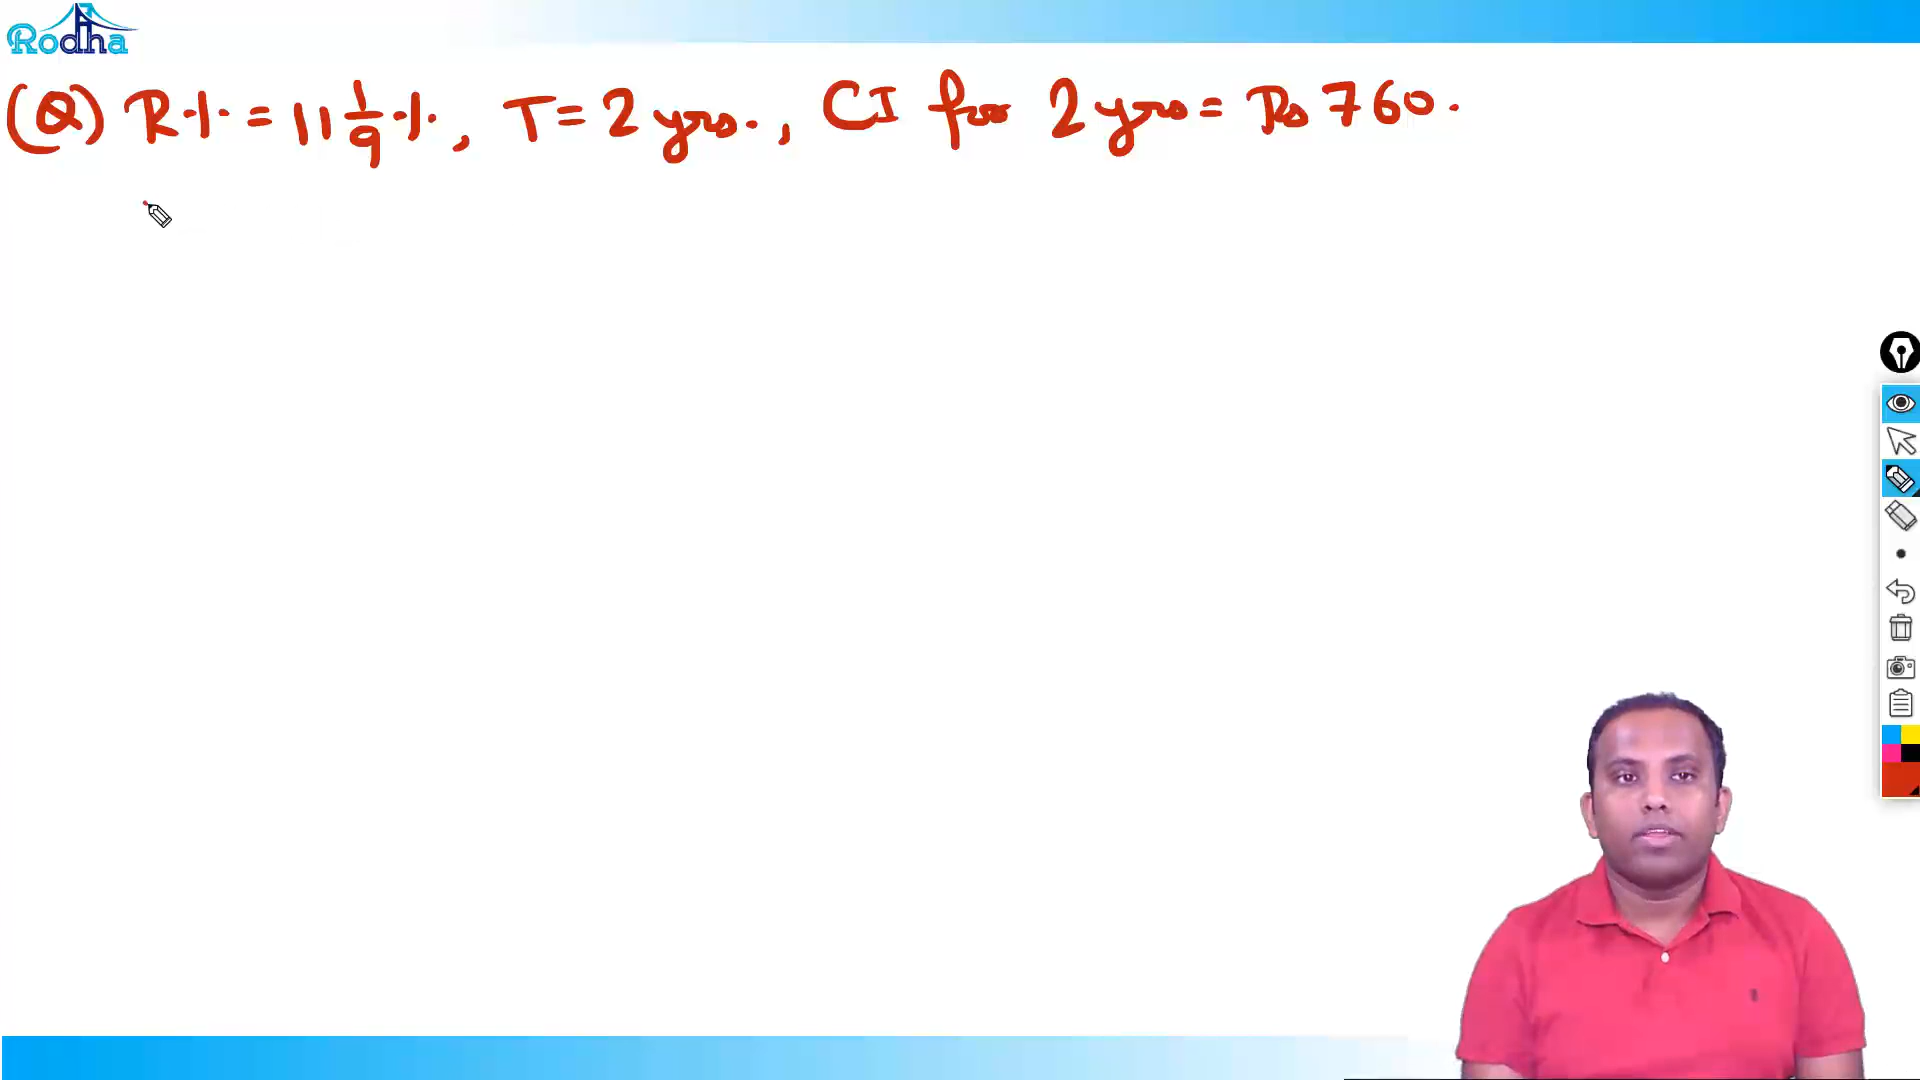 Rodha
(Q) R% = 11 1/9 %, T = 2 yrs., CI for 2 yrs = Rs 760.